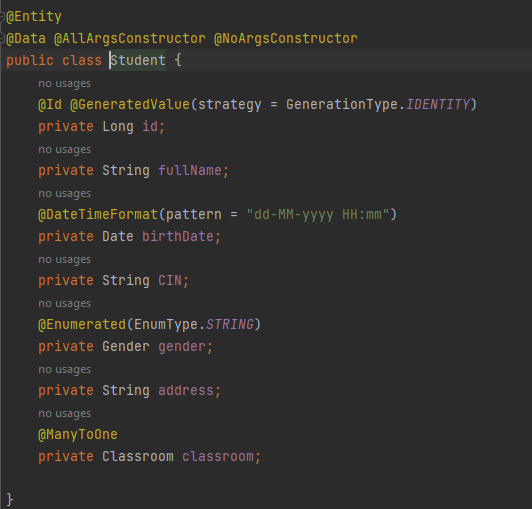 @Entity
@Data @AllArgsConstructor @NoArgsConstructor
public class Student {
no usages
@Id @GeneratedValue(strategy = GenerationType.IDENTITY)
private Long id;
no usages
private String fullName;
no usages
@DateTimeFormat(pattern = "dd-MM-yyyy HH:mm")
private Date birthDate;
no usages
private String CIN;
no usages
@Enumerated(EnumType.STRING)
private Gender gender;
no usages
private String address;
no usages
@ManyToOne
private Classroom classroom;
}